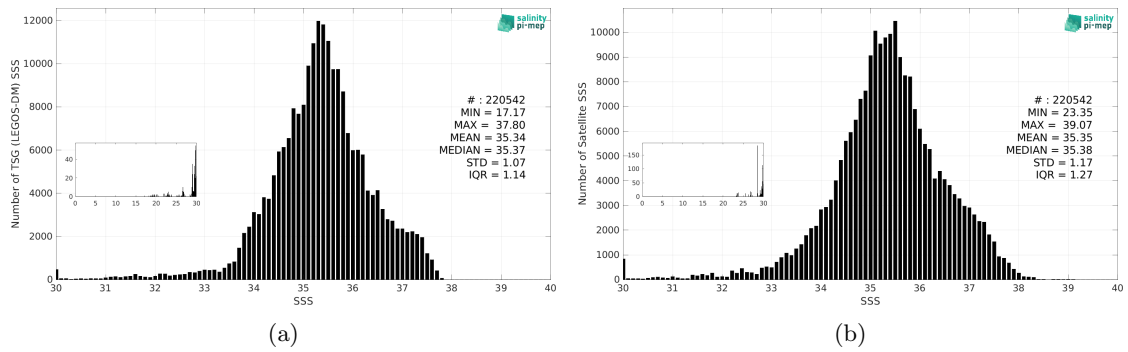 salinity
pi-mep
12000
10000
8000
6000
4000
2000
0
Number of TSG (LEGOS-DM) SSS
# : 220542
MIN = 17.17
MAX = 37.80
MEAN = 35.34
MEDIAN = 35.37
STD = 1.07
IQR = 1.14
40
20
0
0 5 10 15 20 25 30
30 31 32 33 34 35 36 37 38 39 40
SSS
(a)
salinity
pi-mep
10000
9000
8000
7000
6000
5000
4000
3000
2000
1000
0
Number of Satellite SSS
# : 220542
MIN = 23.35
MAX = 39.07
MEAN = 35.35
MEDIAN = 35.38
STD = 1.17
IQR = 1.27
150
100
50
0
0 5 10 15 20 25 30
30 31 32 33 34 35 36 37 38 39 40
SSS
(b)